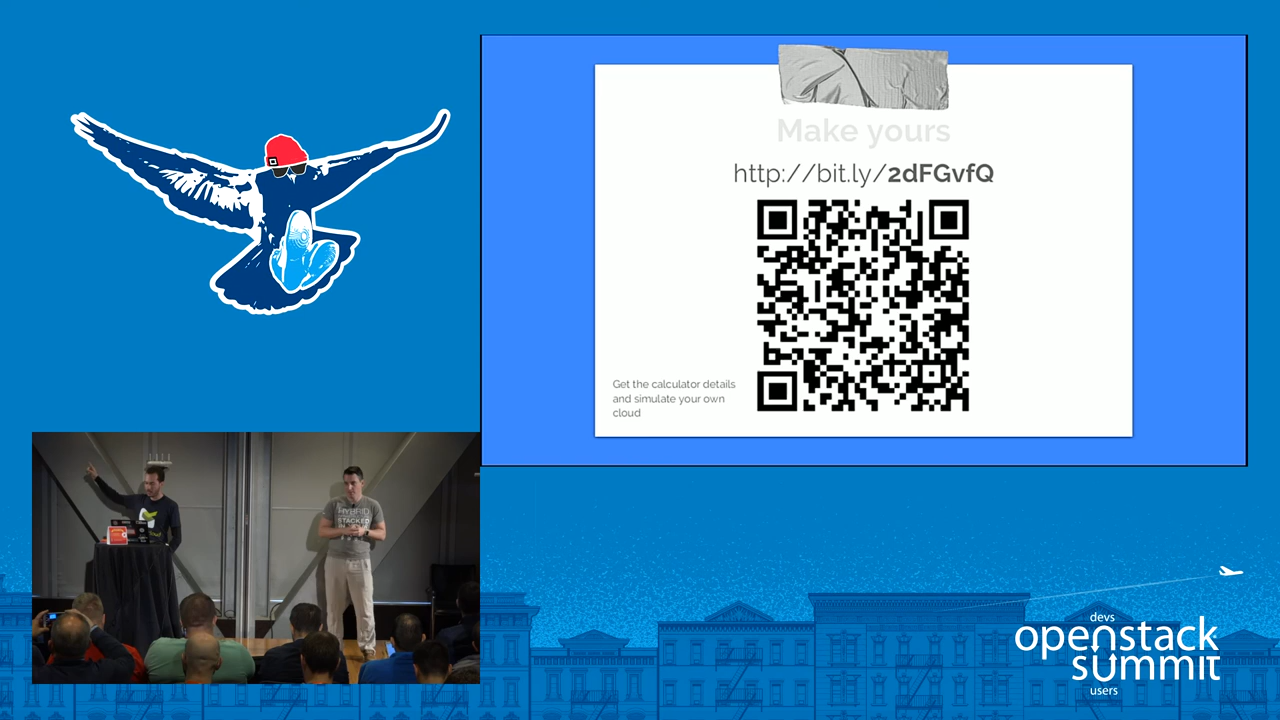 Make yours
http://bit.ly/2dFGvfQ
Get the calculator details
and simulate your own
cloud
HYBRID
STACKED
devs
openstack
summit
users